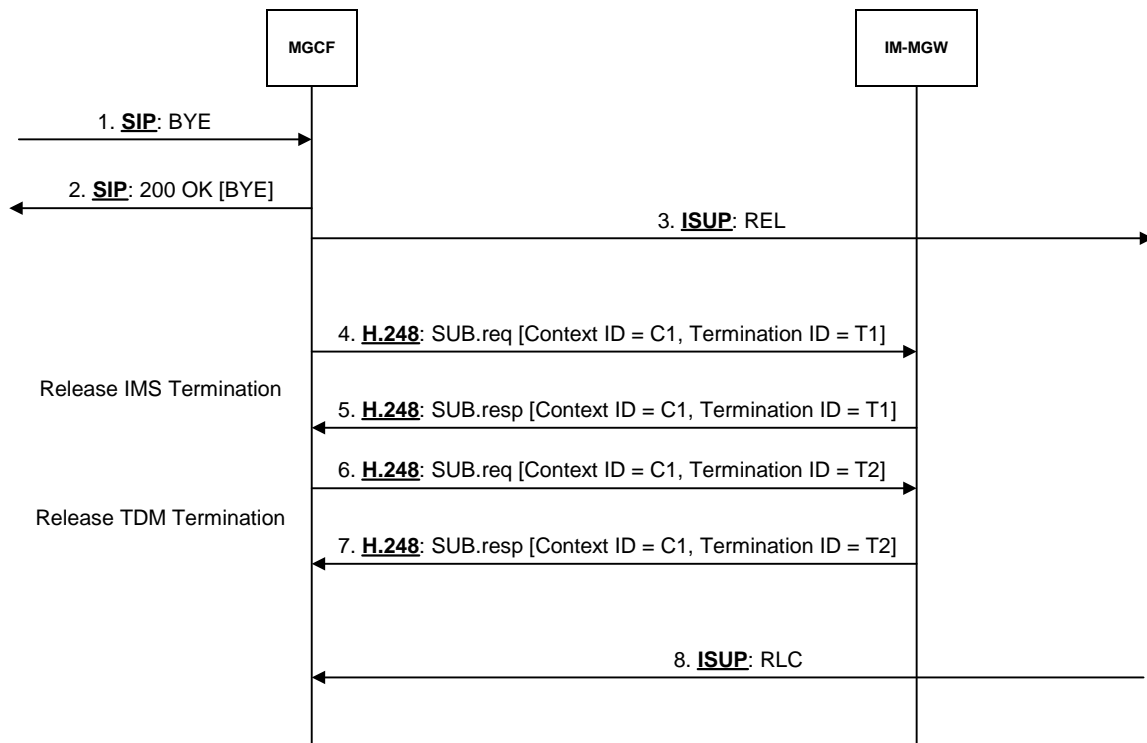 MGCF
IM-MGW
1. SIP: BYE
2. SIP: 200 OK [BYE]
3. ISUP: REL
4. H.248: SUB.req [Context ID = C1, Termination ID = T1]
Release IMS Termination
5. H.248: SUB.resp [Context ID = C1, Termination ID = T1]
6. H.248: SUB.req [Context ID = C1, Termination ID = T2]
Release TDM Termination
7. H.248: SUB.resp [Context ID = C1, Termination ID = T2]
8. ISUP: RLC